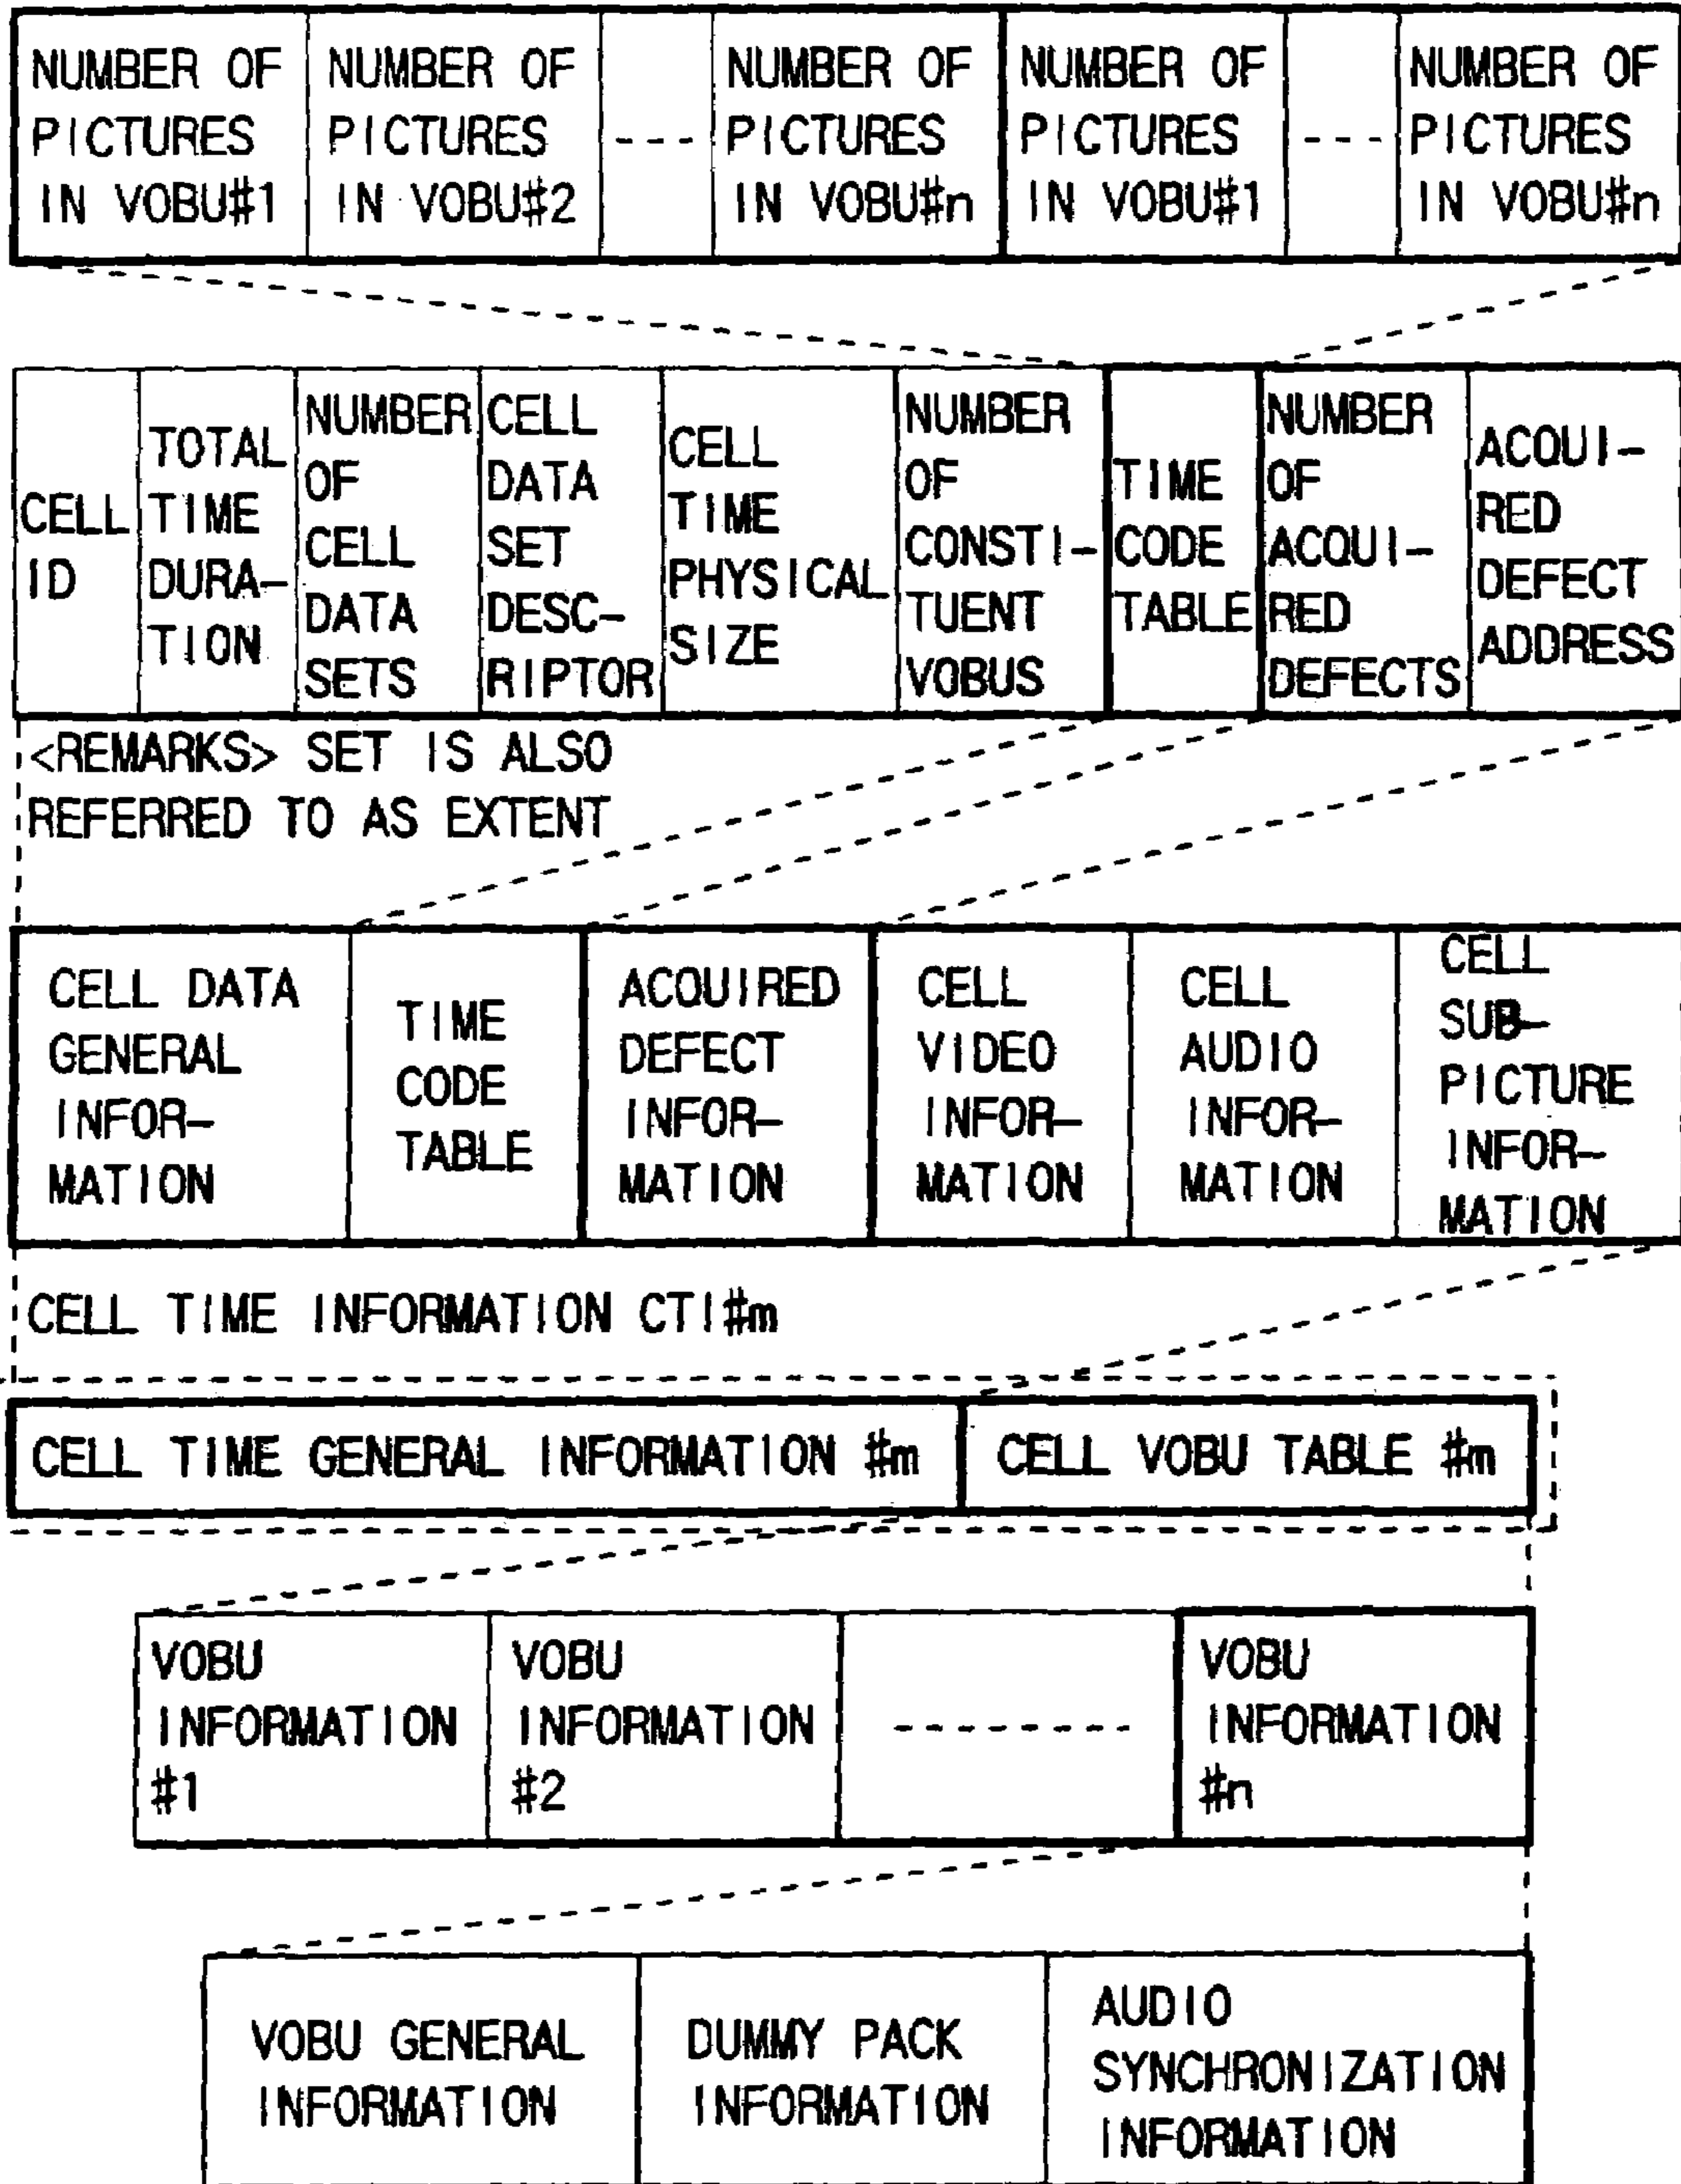 NUMBER OF
PICTURES
IN VOBU#1
NUMBER OF
PICTURES
IN VOBU#2
---
NUMBER OF
PICTURES
IN VOBU#n
NUMBER OF
PICTURES
IN VOBU#1
---
NUMBER OF
PICTURES
IN VOBU#n
CELL
ID
TOTAL
TIME
DURA-
TION
NUMBER
OF
CELL
DATA
SETS
CELL
DATA
SET
DESC-
RIPTOR
CELL
TIME
PHYSICAL
SIZE
NUMBER
OF
CONSTI-
TUENT
VOBUS
TIME
CODE
TABLE
NUMBER
OF
ACQUI-
RED
DEFECTS
ACQUI-
RED
DEFECT
ADDRESS
<REMARKS> SET IS ALSO
REFERRED TO AS EXTENT
CELL DATA
GENERAL
INFOR-
MATION
TIME
CODE
TABLE
ACQUIRED
DEFECT
INFOR-
MATION
CELL
VIDEO
INFOR-
MATION
CELL
AUDIO
INFOR-
MATION
CELL
SUB-
PICTURE
INFOR-
MATION
CELL TIME INFORMATION CTI#m
CELL TIME GENERAL INFORMATION #m
CELL VOBU TABLE #m
VOBU
INFORMATION
#1
VOBU
INFORMATION
#2
--------
VOBU
INFORMATION
#n
VOBU GENERAL
INFORMATION
DUMMY PACK
INFORMATION
AUDIO
SYNCHRONIZATION
INFORMATION